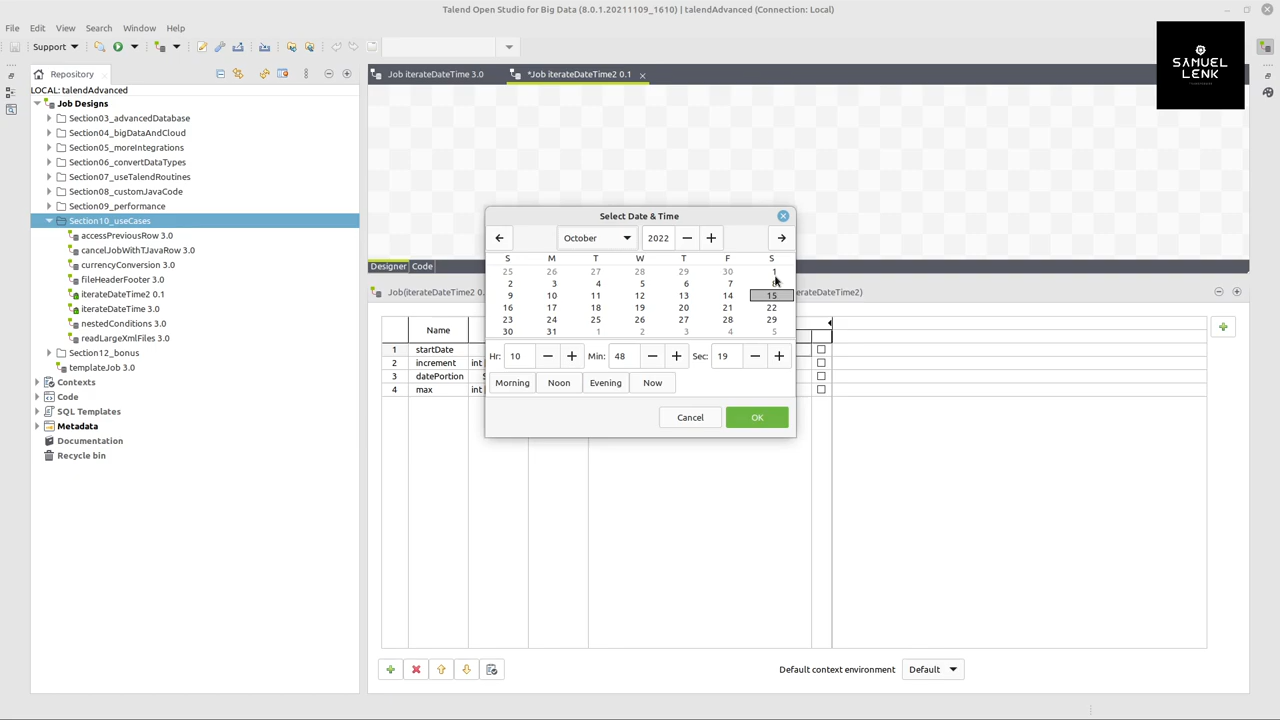 Talend Open Studio for Big Data (8.0.1.20211109_1610) | talendAdvanced (Connection: Local)
File Edit View Search Window Help
Support
SAMUEL
LENK
Repository
LOCAL: talendAdvanced
Job Designs
Section03_advancedDatabase
Section04_bigDataAndCloud
Section05_moreIntegrations
Section06_convertDataTypes
Section07_useTalendRoutines
Section08_customJavaCode
Section09_performance
Section10_useCases
accessPreviousRow 3.0
cancelJobWithTJavaRow 3.0
currencyConversion 3.0
fileHeaderFooter 3.0
iterateDateTime2 0.1
iterateDateTime 3.0
nestedConditions 3.0
readLargeXmlFiles 3.0
Section12_bonus
templateJob 3.0
Contexts
Code
SQL Templates
Metadata
Documentation
Recycle bin
Job iterateDateTime 3.0
*Job iterateDateTime2 0.1
Designer Code
Job(iterateDateTime2 0. erateDateTime2)
Name
1 startDate
2 increment int
3 datePortion
4 max int
Select Date & Time
October 2022
S M T W T F S
25 26 27 28 29 30 1
2 3 4 5 6 7 8
9 10 11 12 13 14 15
16 17 18 19 20 21 22
23 24 25 26 27 28 29
30 31 1 2 3 4 5
Hr: 10 Min: 48 Sec: 19
Morning Noon Evening Now
Cancel OK
Default context environment Default